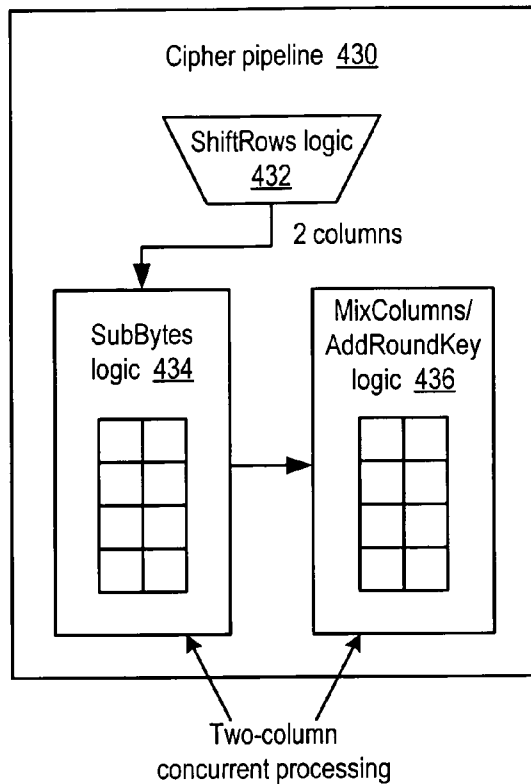 Cipher pipeline 430
ShiftRows logic
432
2 columns
SubBytes
logic 434
MixColumns/
AddRoundKey
logic 436
Two-column
concurrent processing